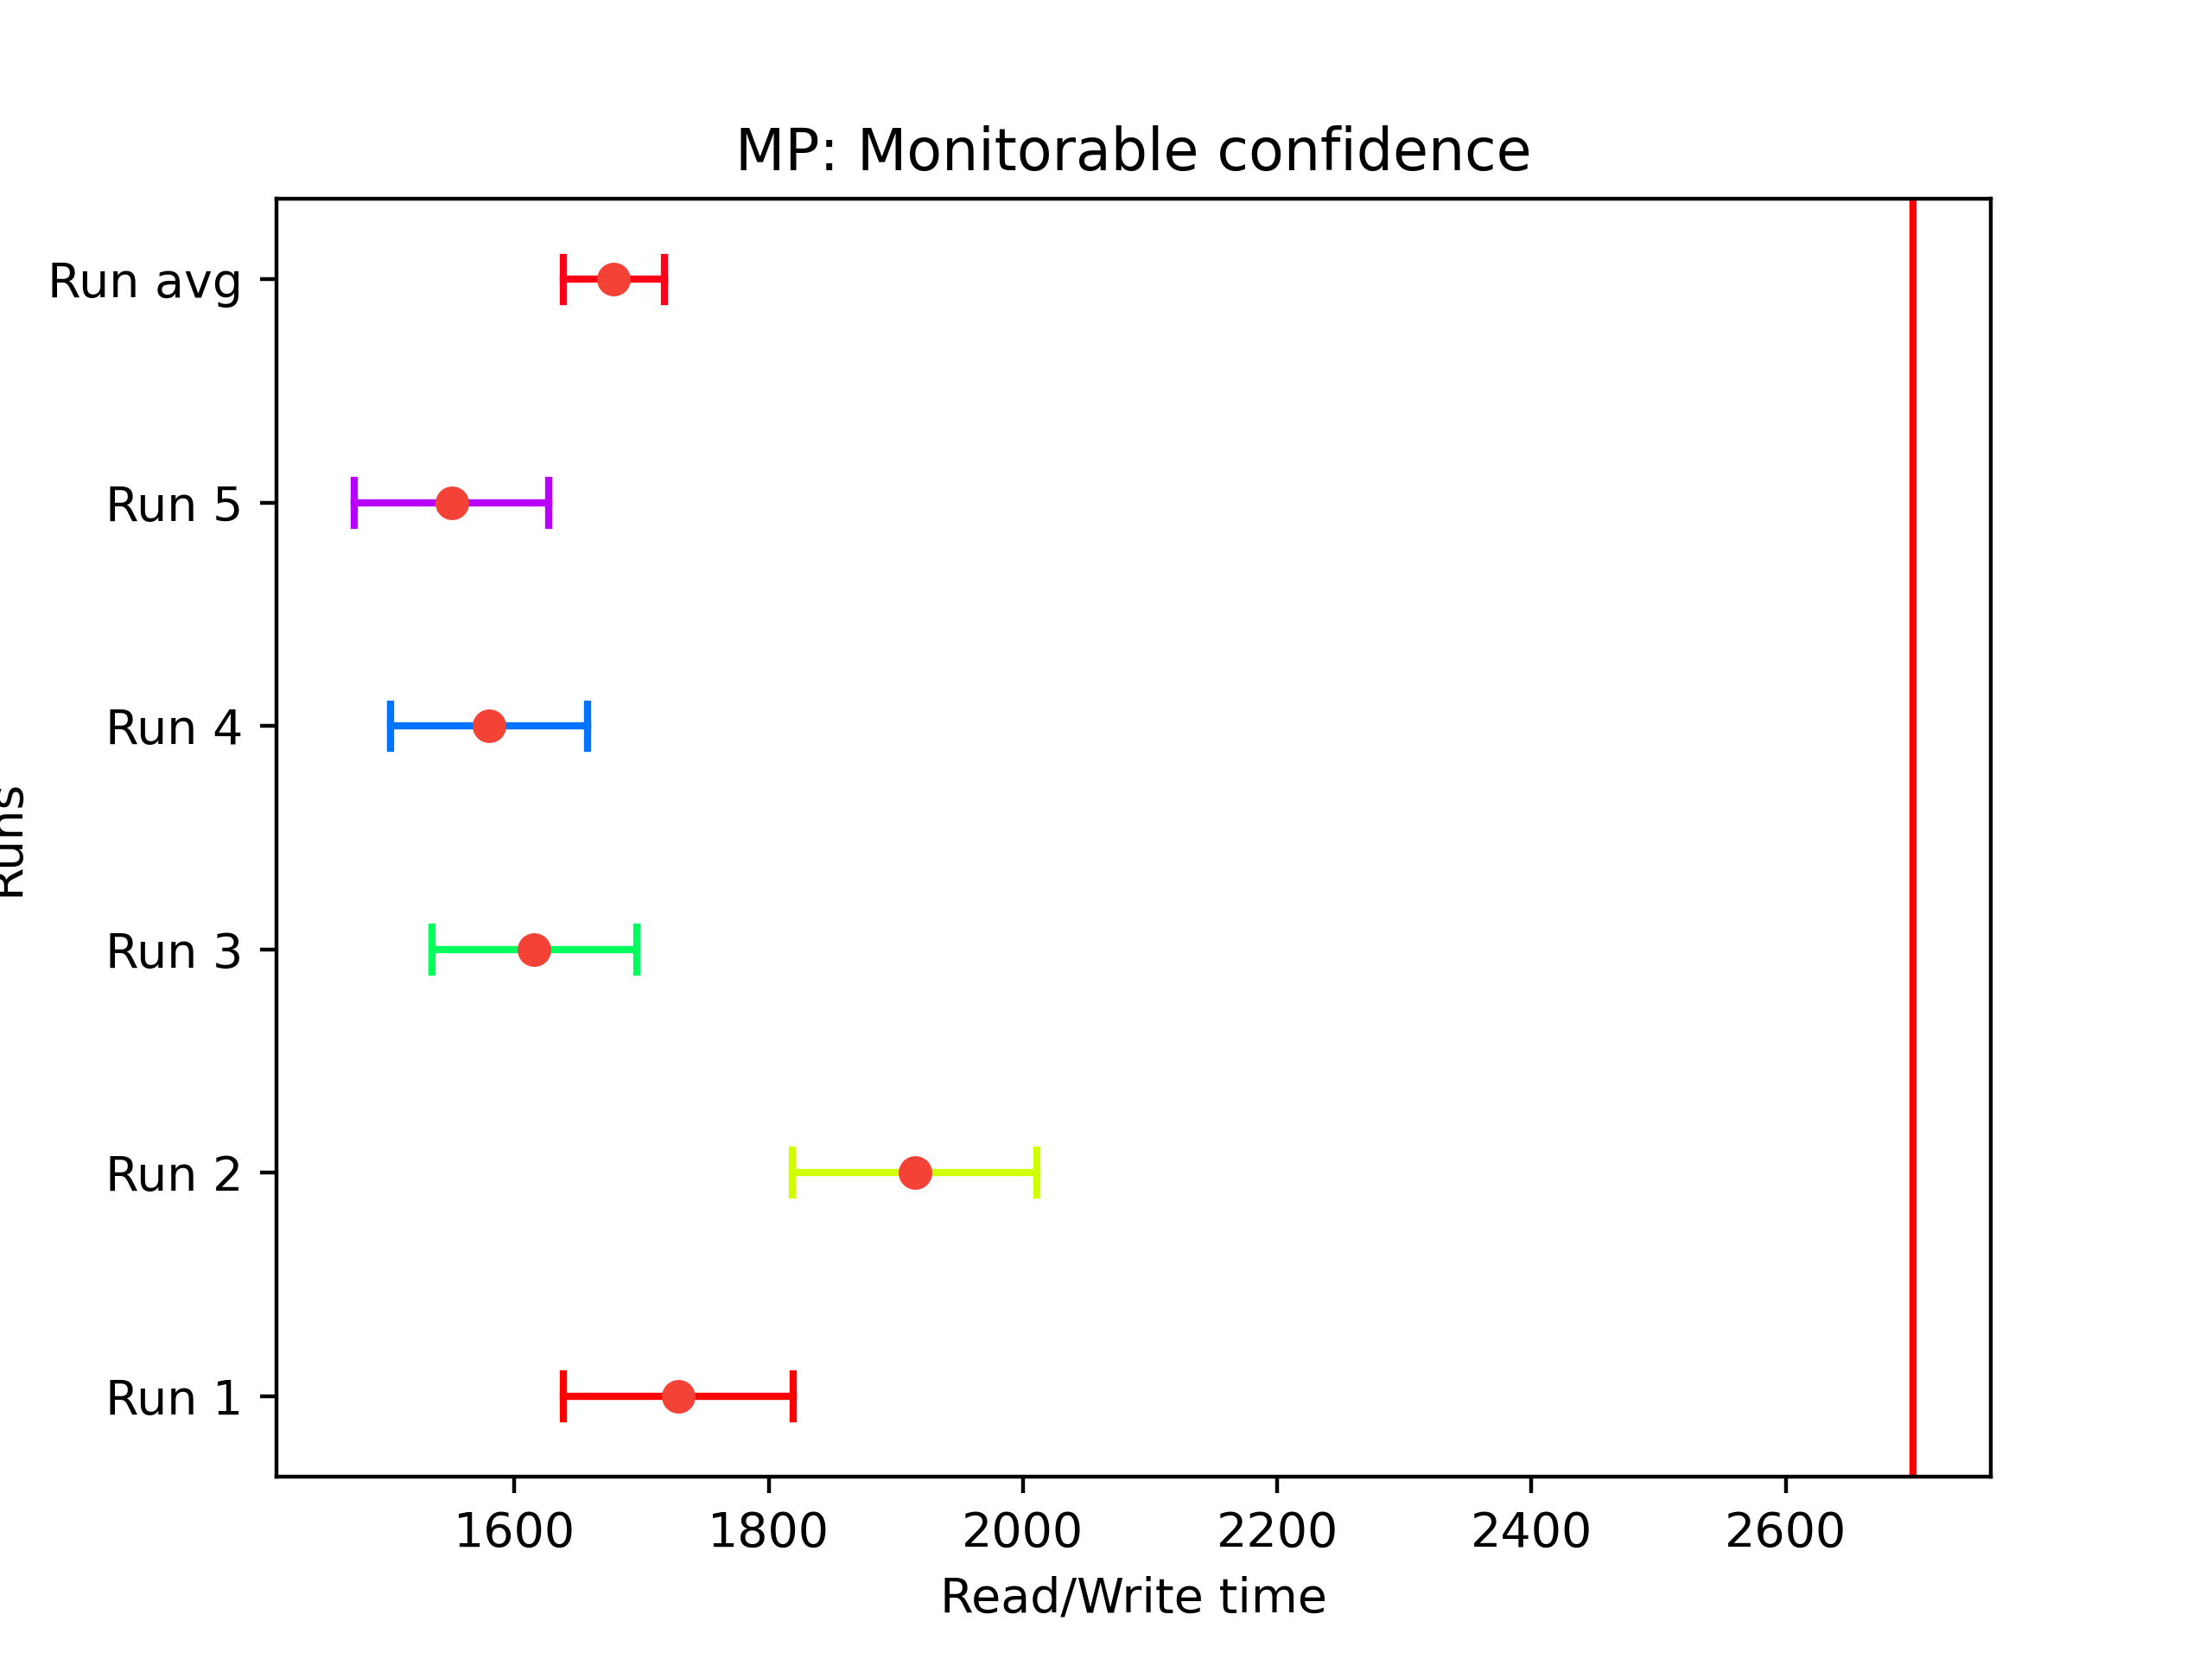 MP: Monitorable confidence
Run avg
Run 5
Run 4
Run 3
Run 2
Run 1
Runs
1600 1800 2000 2200 2400 2600
Read/Write time